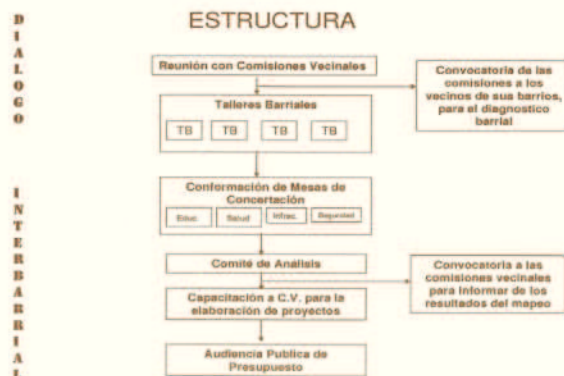 DIALOGO
INTERBARRIAL
ESTRUCTURA
Reunión con Comisiones Vecinales
Convocatoria de las
comisiones a los
vecinos de sus barrios,
para el diagnostico
barrial
Talleres Barriales
TB TB TB TB
Conformación de Mesas de
Concertación
Educ. Salud Infrac. Seguridad
Comité de Análisis
Convocatoria a las
comisiones vecinales
para informar de los
resultados del mapeo
Capacitación a C.V. para la
elaboración de proyectos
Audiencia Publica de
Presupuesto